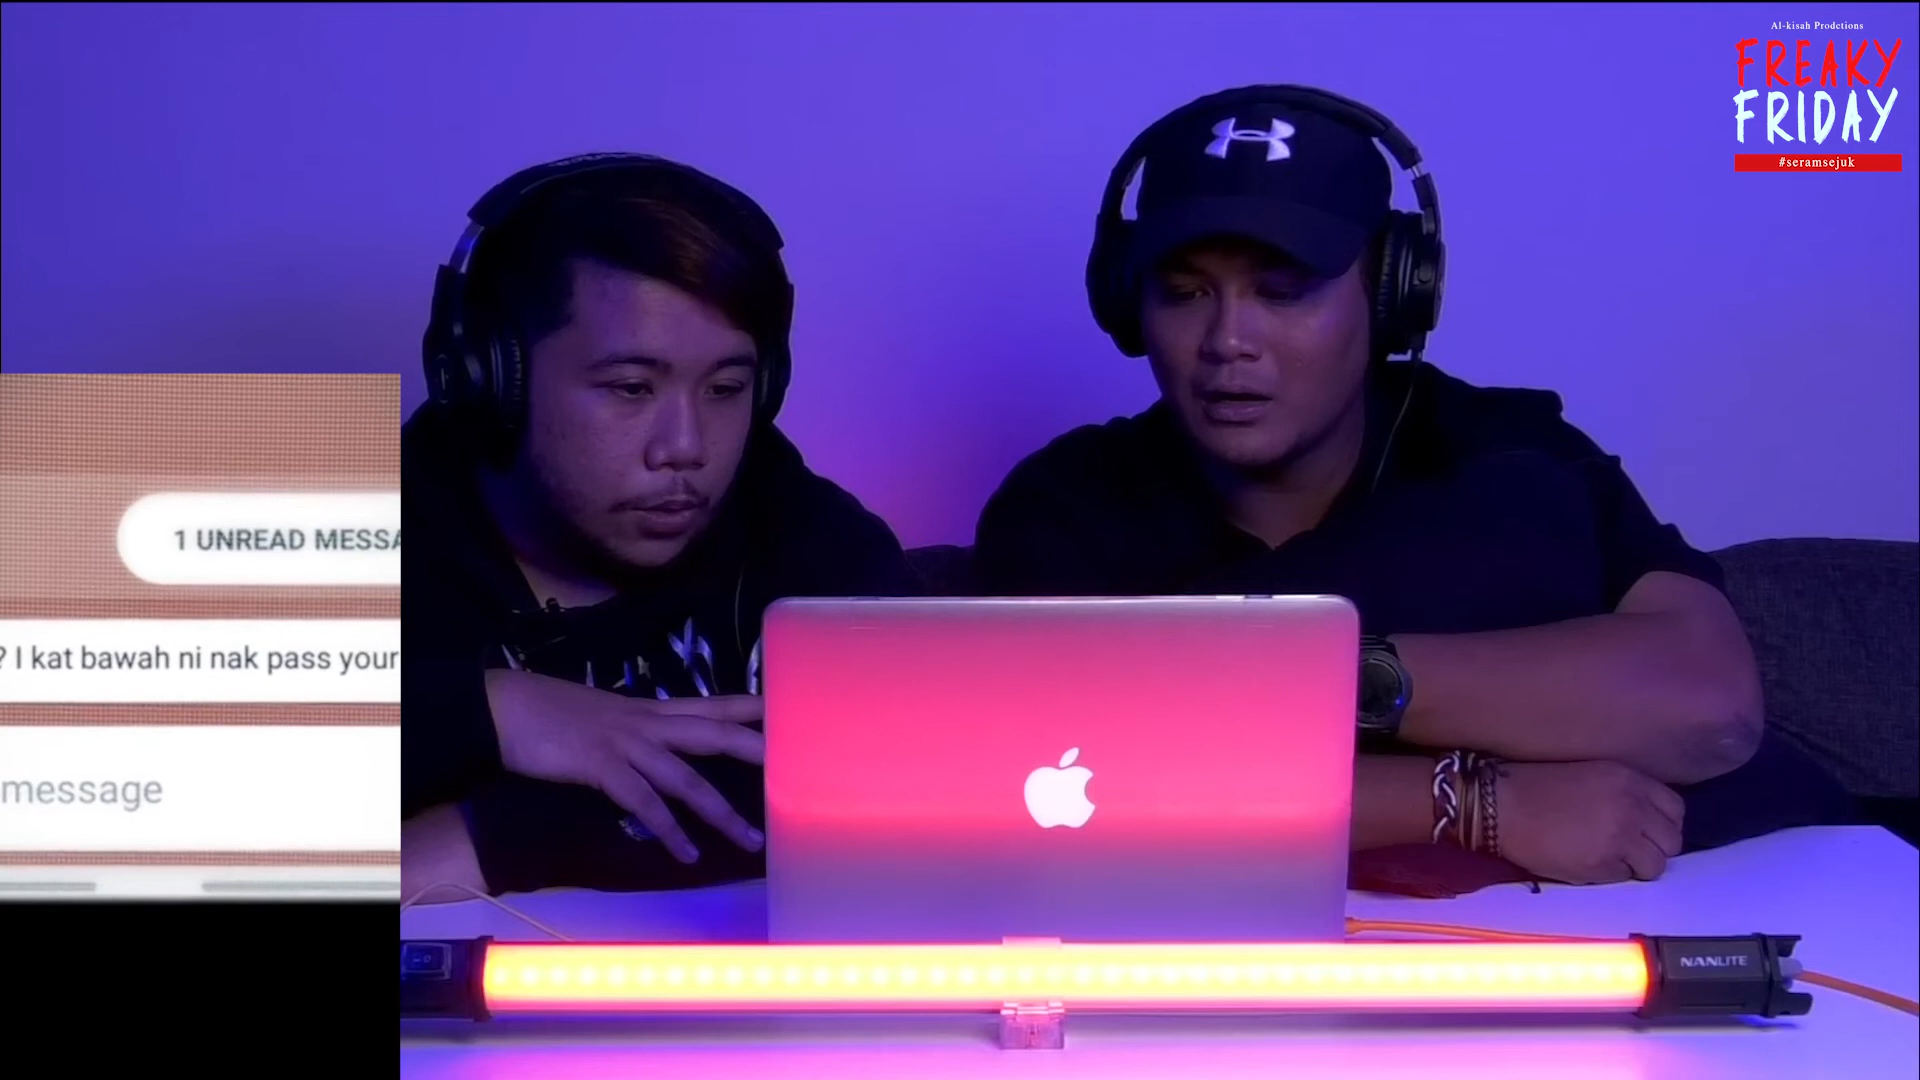 Al-kisah Prodctions
FREAKY
FRIDAY
#seramsejuk
1 UNREAD MESSA
? I kat bawah ni nak pass your
message
NANLITE